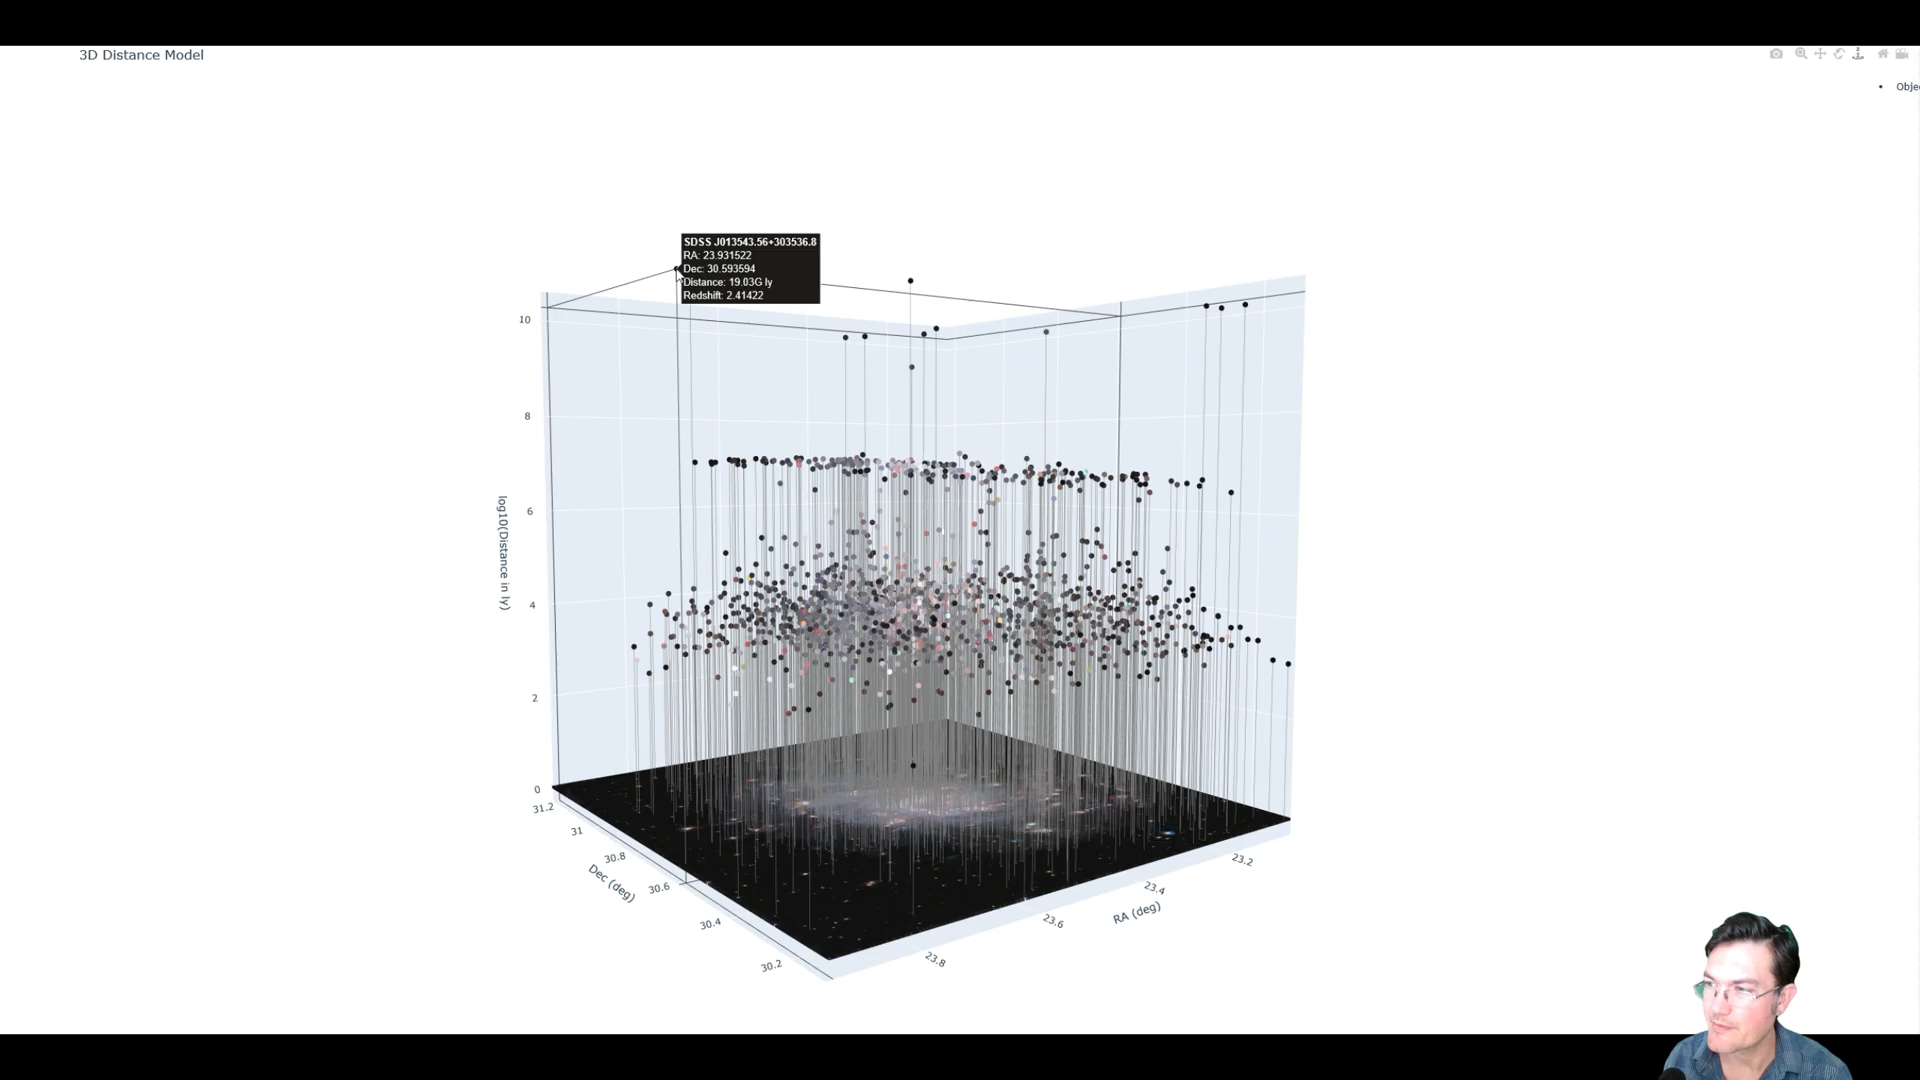 3D Distance Model
Obje
SDSS J013543.56+303536.8
RA: 23.931522
Dec: 30.593594
Distance: 19.03G ly
Redshift: 2.41422
10
8
6
4
2
0
log10(Distance in ly)
31.2
31
30.8
30.6
30.4
30.2
Dec (deg)
23.8
23.6
23.4
23.2
RA (deg)